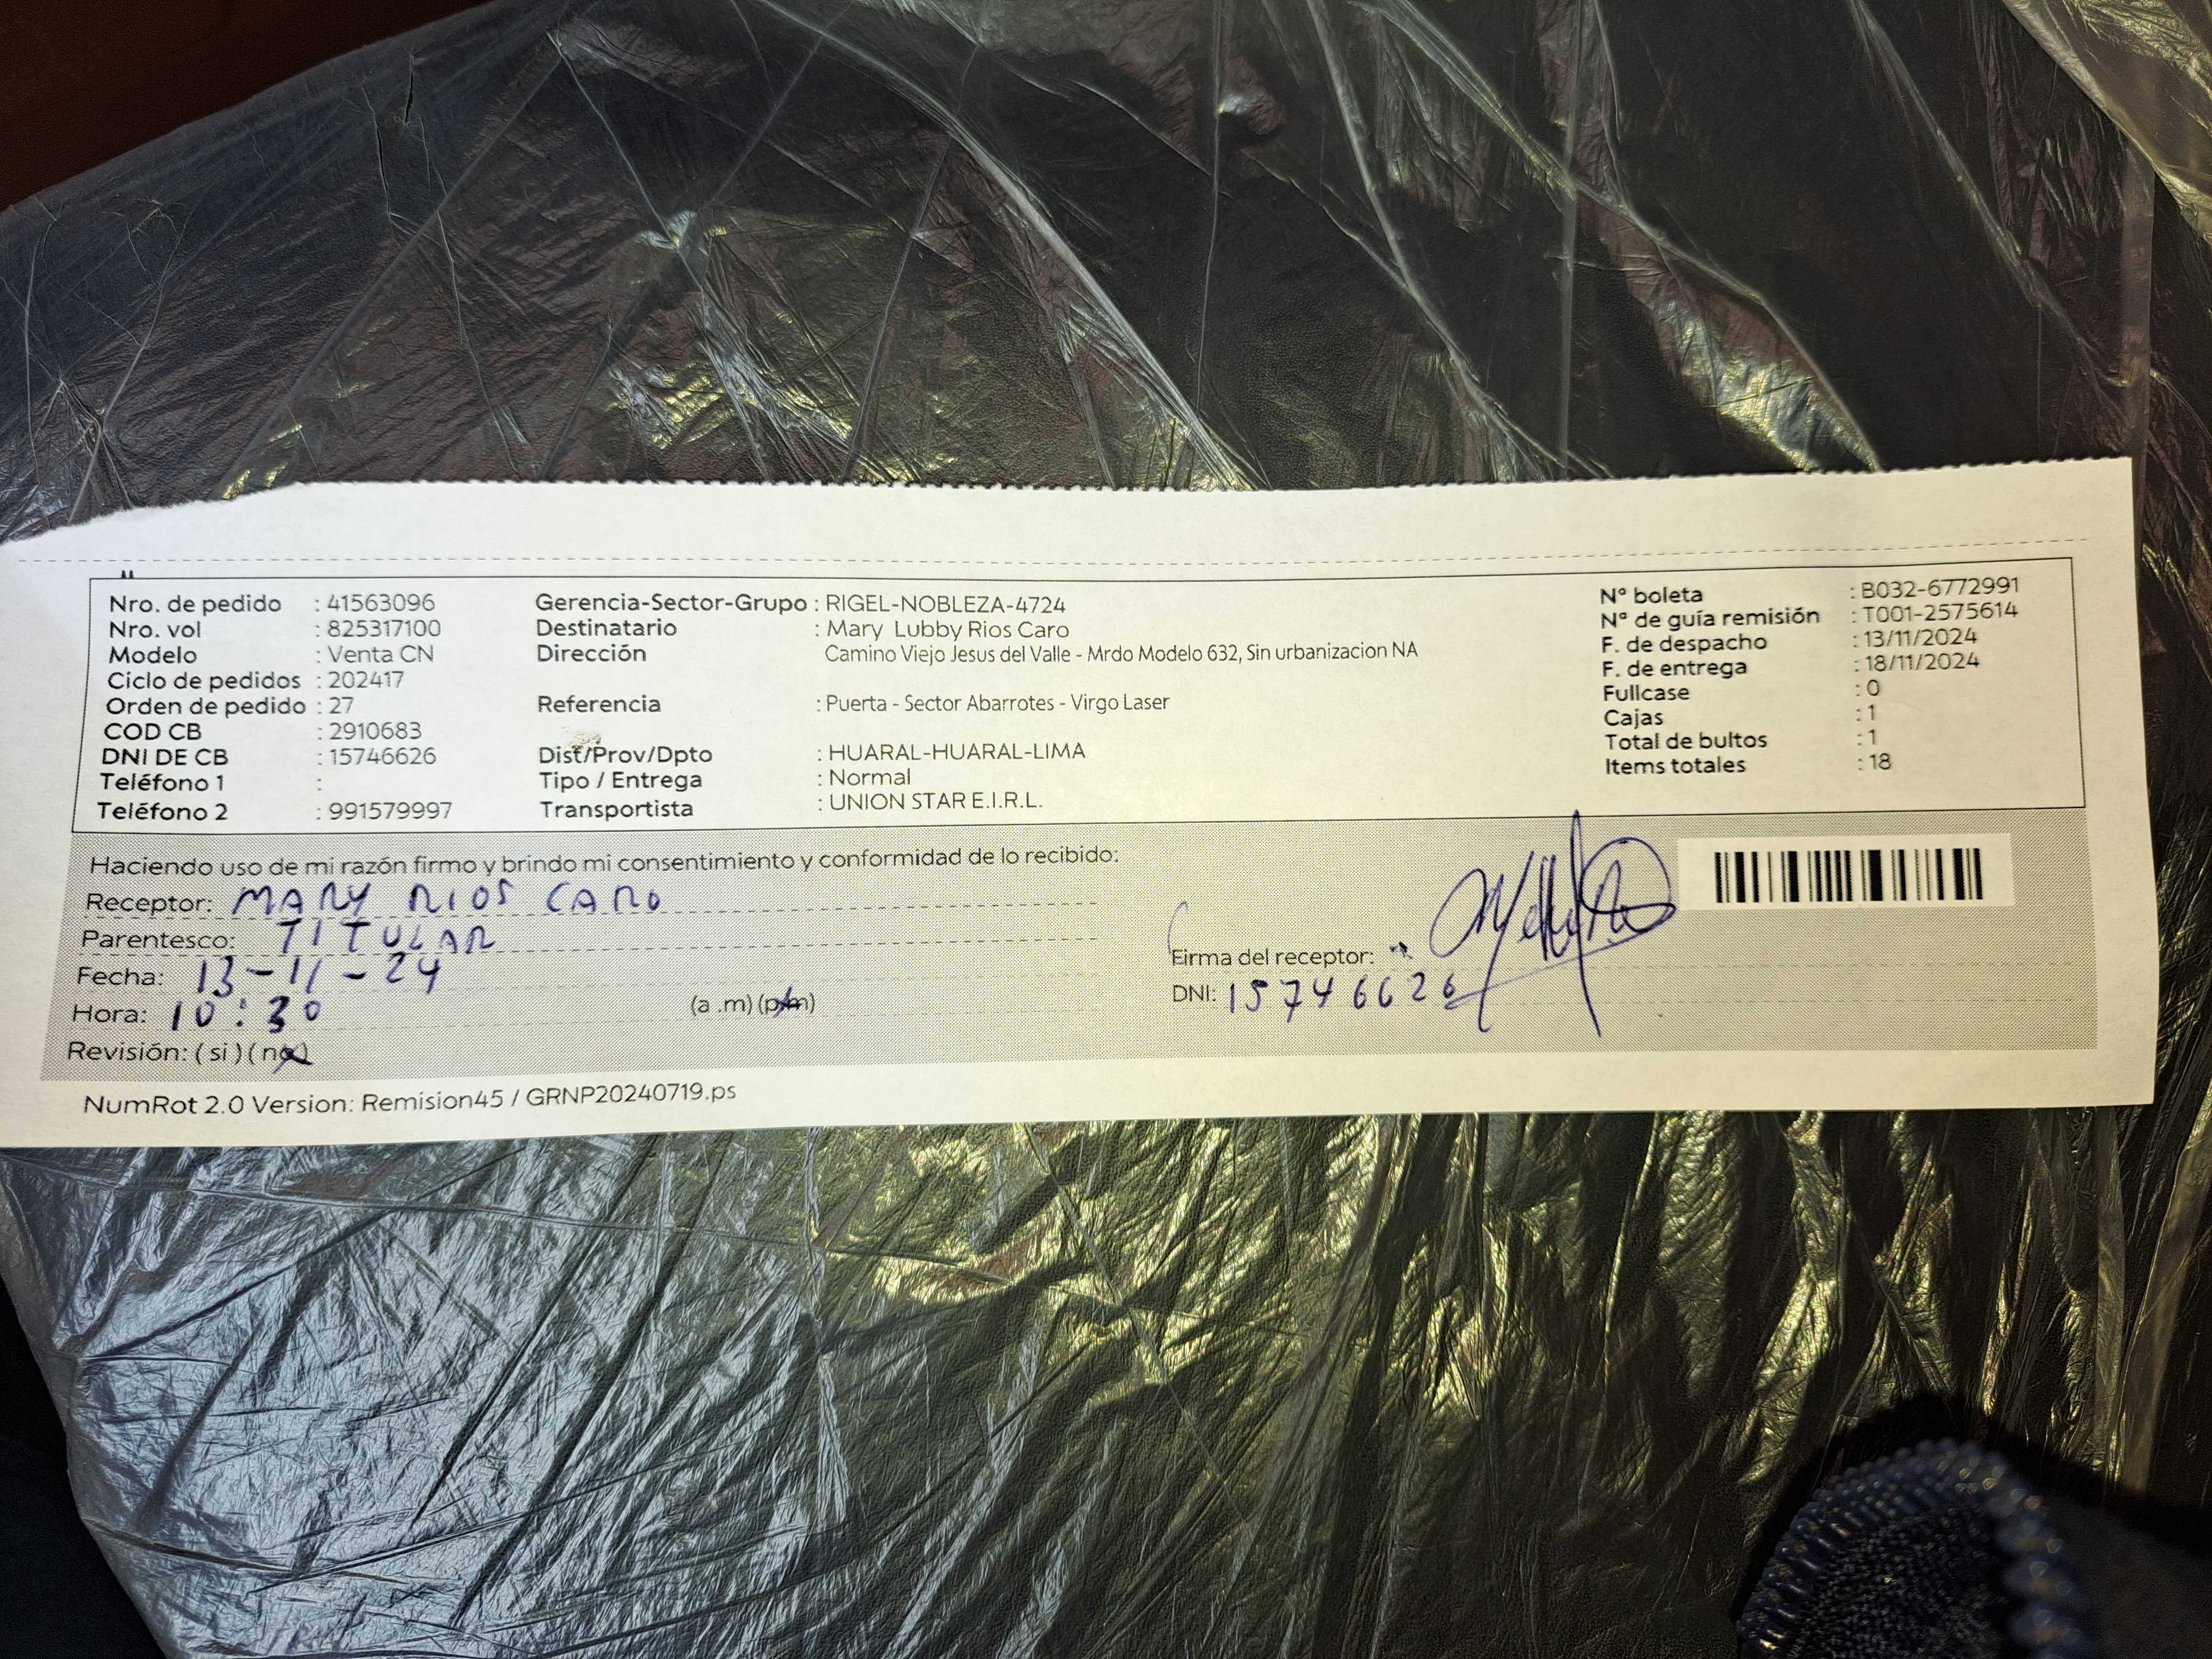 Nro. de pedido : 41563096
Nro. vol : 825317100
Modelo : Venta CN
Ciclo de pedidos : 202417
Orden de pedido : 27
COD CB : 2910683
DNI DE CB : 15746626
Teléfono 1 :
Teléfono 2 : 991579997
Gerencia-Sector-Grupo : RIGEL-NOBLEZA-4724
Destinatario : Mary Lubby Rios Caro
Dirección Camino Viejo Jesus del Valle - Mrdo Modelo 632, Sin urbanizacion NA
Referencia : Puerta - Sector Abarrotes - Virgo Laser
Dist/Prov/Dpto : HUARAL-HUARAL-LIMA
Tipo / Entrega : Normal
Transportista : UNION STAR E.I.R.L.
Nº boleta : B032-6772991
Nº de guía remisión : T001-2575614
F. de despacho : 13/11/2024
F. de entrega : 18/11/2024
Fullcase : 0
Cajas : 1
Total de bultos : 1
Items totales : 18
Haciendo uso de mi razón firmo y brindo mi consentimiento y conformidad de lo recibido:
Receptor: MARY RIOS CARO
Parentesco: TITULAR
Fecha: 13-11-24
Hora: 10:30 (a .m) (p.m)
Revisión: ( si ) ( no )
Firma del receptor:
DNI: 15746626
NumRot 2.0 Version: Remision45 / GRNP20240719.ps